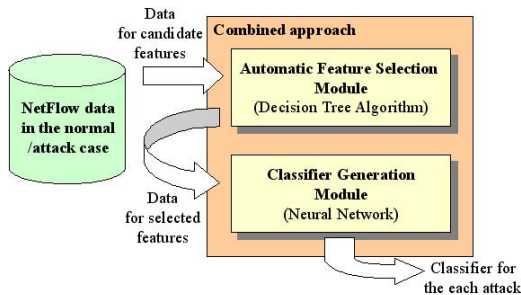 Data
for candidate
features
Combined approach
Automatic Feature Selection
Module
(Decision Tree Algorithm)
NetFlow data
in the normal
/attack case
Classifier Generation
Module
(Neural Network)
Data
for selected
features
Classifier for
the each attack